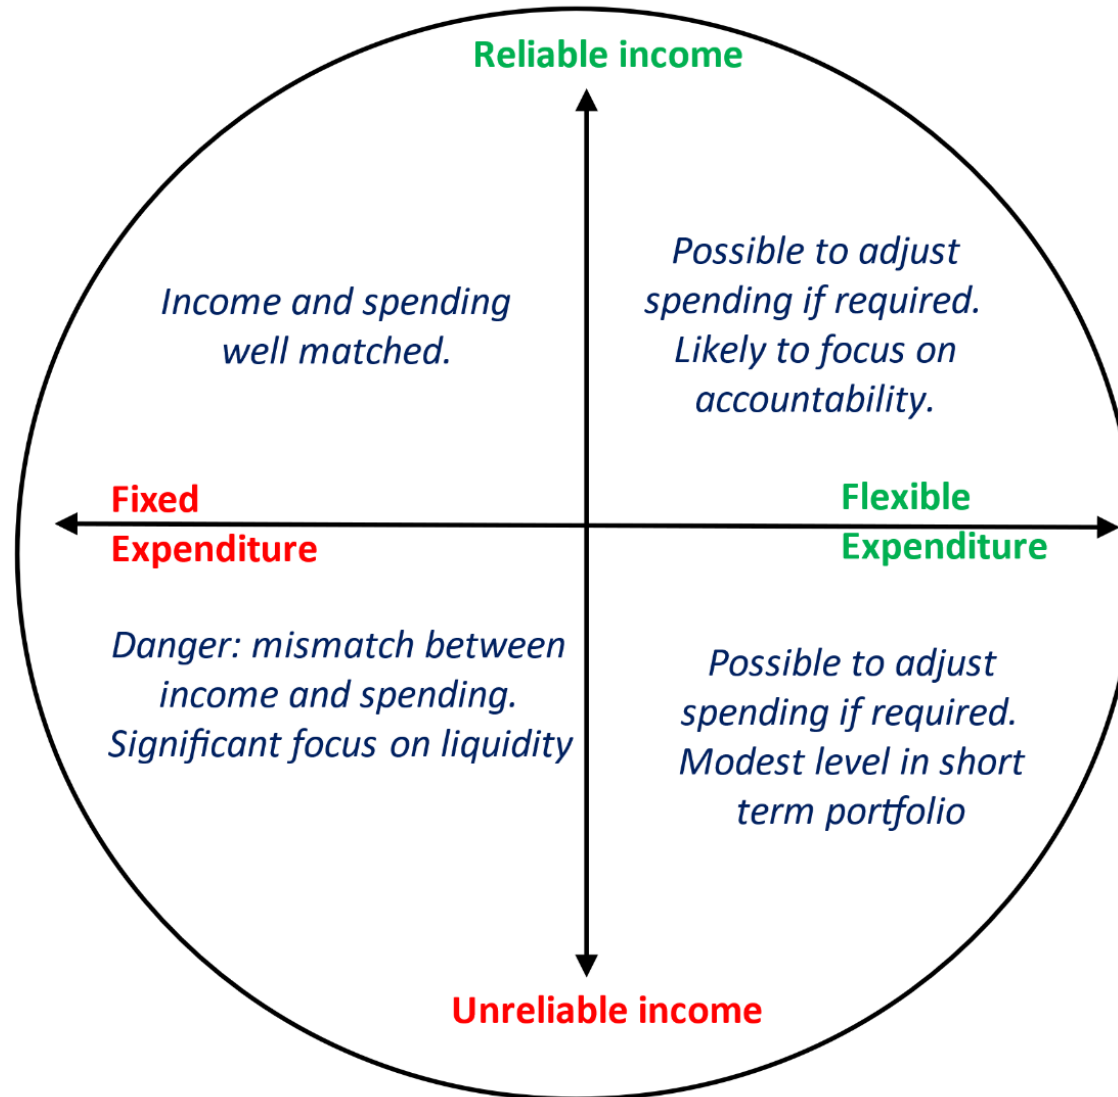 Reliable income
Income and spending
well matched.
Possible to adjust
spending if required.
Likely to focus on
accountability.
Fixed
Expenditure
Flexible
Expenditure
Danger: mismatch between
income and spending.
Significant focus on liquidity
Possible to adjust
spending if required.
Modest level in short
term portfolio
Unreliable income